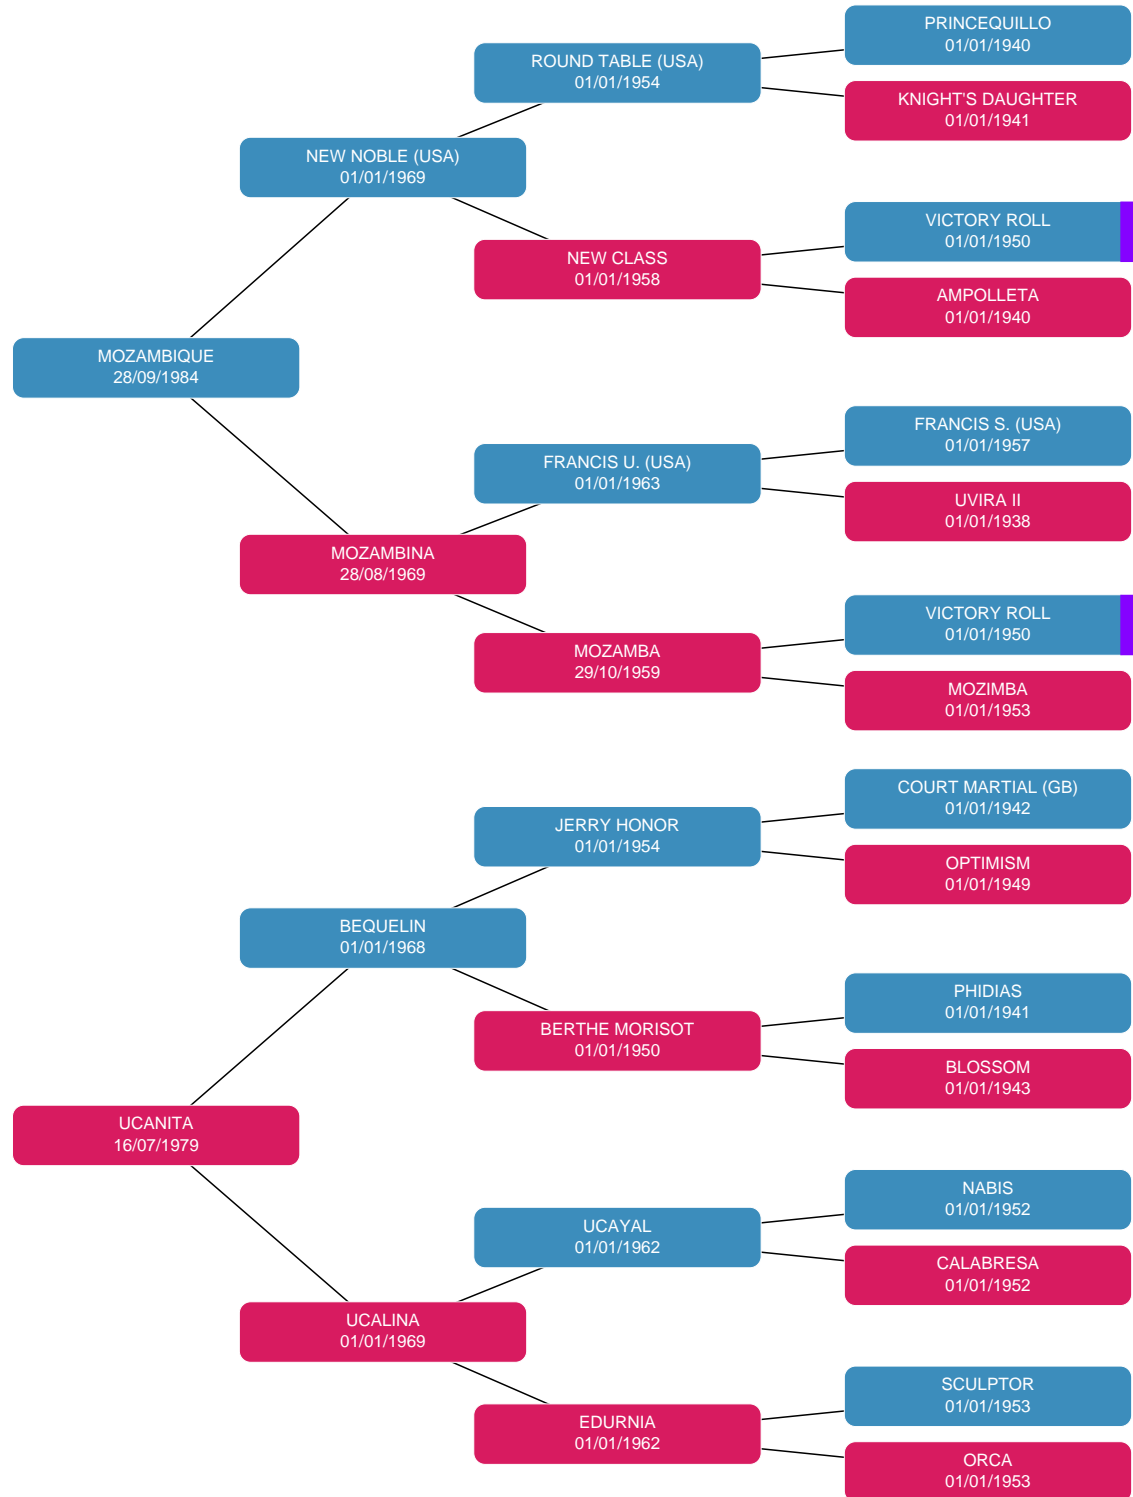 PRINCEQUILLO
01/01/1940
ROUND TABLE (USA)
01/01/1954
KNIGHT'S DAUGHTER
01/01/1941
NEW NOBLE (USA)
01/01/1969
VICTORY ROLL
01/01/1950
NEW CLASS
01/01/1958
AMPOLLETA
01/01/1940
MOZAMBIQUE
28/09/1984
FRANCIS S. (USA)
01/01/1957
FRANCIS U. (USA)
01/01/1963
UVIRA II
01/01/1938
MOZAMBINA
28/08/1969
VICTORY ROLL
01/01/1950
MOZAMBA
29/10/1959
MOZIMBA
01/01/1953
COURT MARTIAL (GB)
01/01/1942
JERRY HONOR
01/01/1954
OPTIMISM
01/01/1949
BEQUELIN
01/01/1968
PHIDIAS
01/01/1941
BERTHE MORISOT
01/01/1950
BLOSSOM
01/01/1943
UCANITA
16/07/1979
NABIS
01/01/1952
UCAYAL
01/01/1962
CALABRESA
01/01/1952
UCALINA
01/01/1969
SCULPTOR
01/01/1953
EDURNIA
01/01/1962
ORCA
01/01/1953